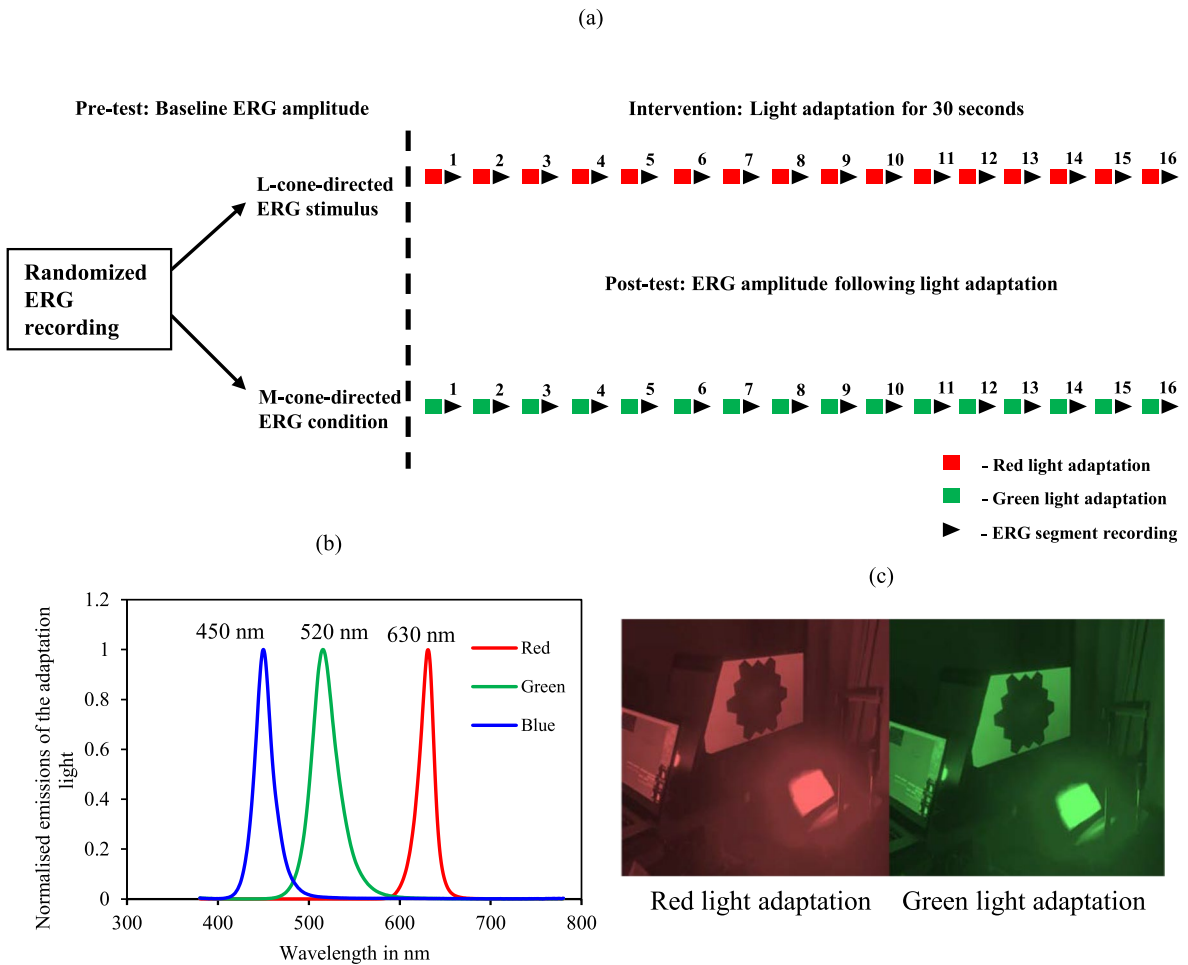 (a)
Pre-test: Baseline ERG amplitude
Intervention: Light adaptation for 30 seconds
1 2 3 4 5 6 7 8 9 10 11 12 13 14 15 16
L-cone-directed
ERG stimulus
Randomized
ERG
recording
Post-test: ERG amplitude following light adaptation
1 2 3 4 5 6 7 8 9 10 11 12 13 14 15 16
M-cone-directed
ERG condition
- Red light adaptation
- Green light adaptation
- ERG segment recording
(b)
Normalised emissions of the adaptation
light
1.2
1
0.8
0.6
0.4
0.2
0
450 nm 520 nm 630 nm
Red
Green
Blue
300 400 500 600 700 800
Wavelength in nm
(c)
Red light adaptation Green light adaptation